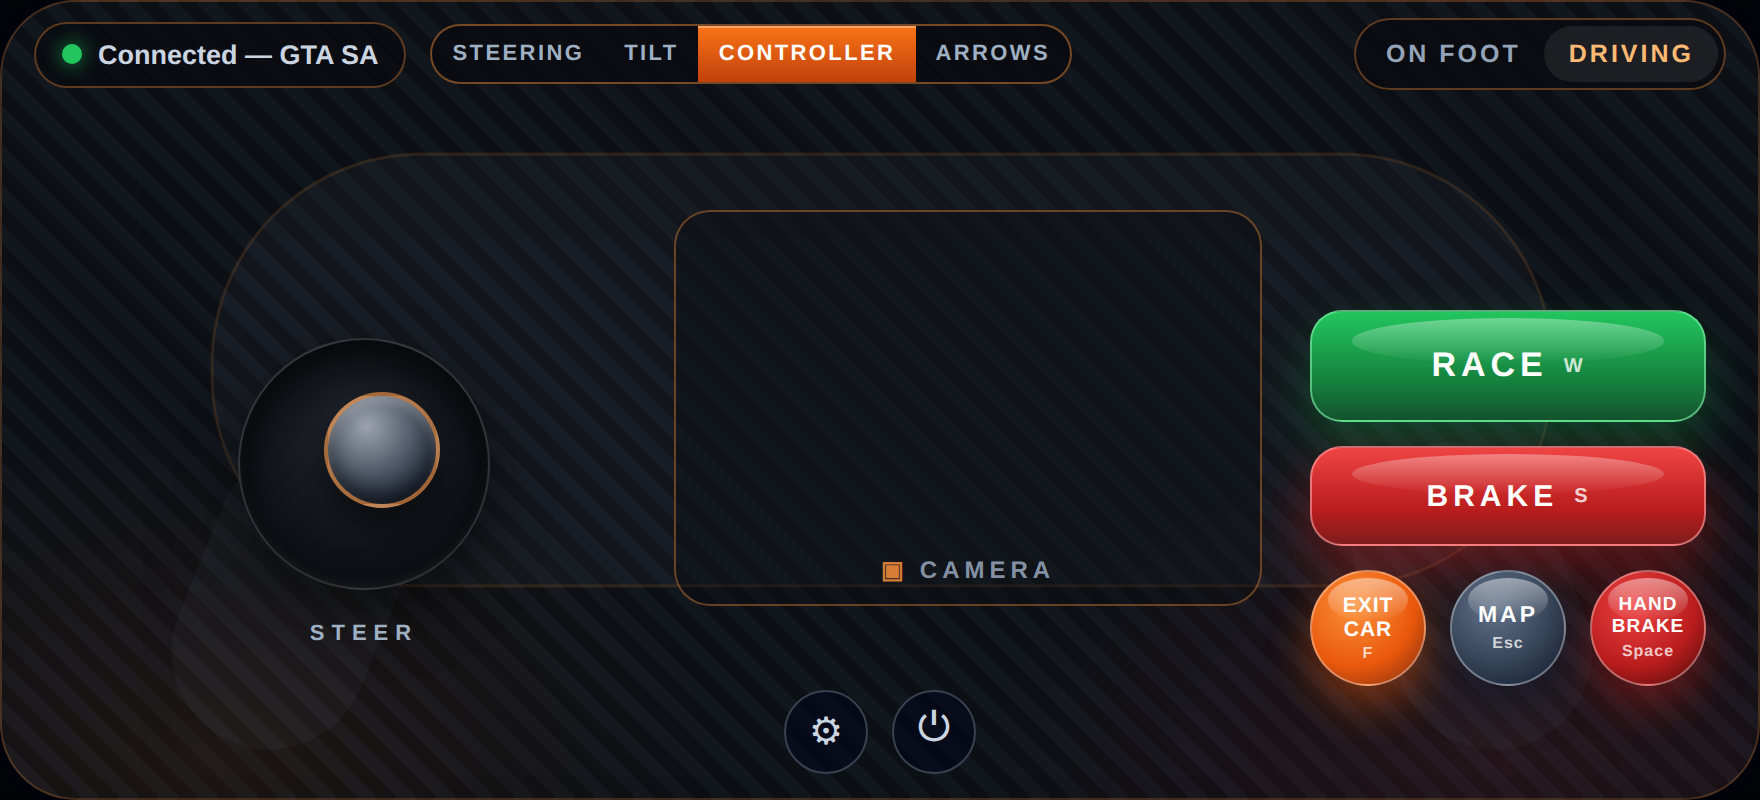 Connected — GTA SA
STEERING TILT CONTROLLER ARROWS
ON FOOT DRIVING
RACE W
BRAKE S
CAMERA
EXIT
CAR
F
MAP
Esc
HAND
BRAKE
Space
STEER